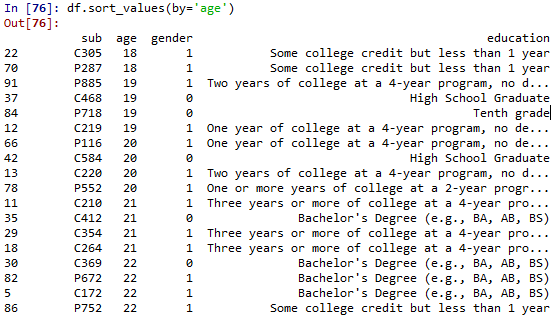 In [76]: df.sort_values(by='age')
Out[76]:
sub age gender education
22 C305 18 1 Some college credit but less than 1 year
70 P287 18 1 Some college credit but less than 1 year
91 P885 19 1 Two years of college at a 4-year program, no d...
37 C468 19 0 High School Graduate
84 P718 19 0 Tenth grade
12 C219 19 1 One year of college at a 4-year program, no de...
66 P116 20 1 One year of college at a 4-year program, no de...
42 C584 20 0 High School Graduate
13 C220 20 1 Two years of college at a 4-year program, no d...
78 P552 20 1 One or more years of college at a 2-year progr...
11 C210 21 1 Three years or more of college at a 4-year pro...
35 C412 21 0 Bachelor's Degree (e.g., BA, AB, BS)
29 C354 21 1 Three years or more of college at a 4-year pro...
18 C264 21 1 Three years or more of college at a 4-year pro...
30 C369 22 0 Bachelor's Degree (e.g., BA, AB, BS)
82 P672 22 1 Bachelor's Degree (e.g., BA, AB, BS)
5 C172 22 1 Bachelor's Degree (e.g., BA, AB, BS)
86 P752 22 1 Some college credit but less than 1 year